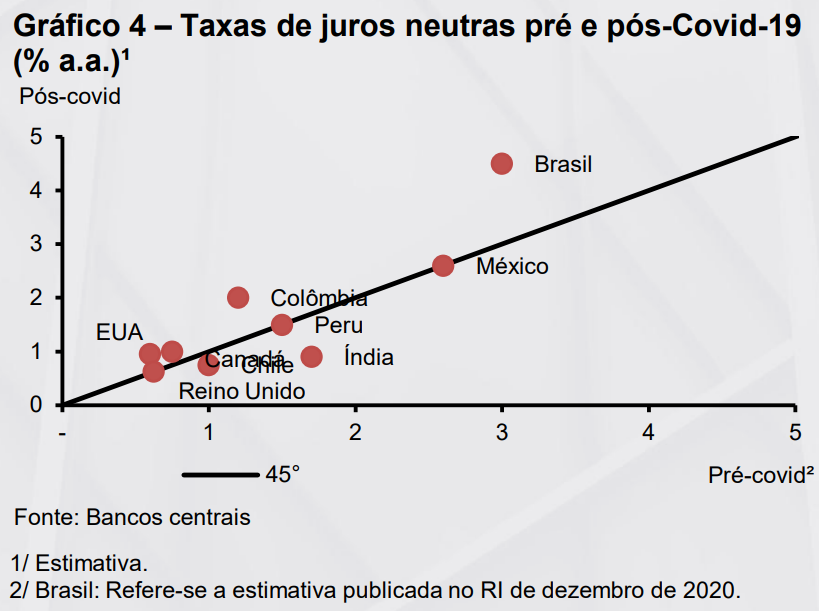 Gráfico 4 – Taxas de juros neutras pré e pós-Covid-19
(% a.a.)¹
Pós-covid
5
Brasil
4
3
México
2
Colômbia
Peru
EUA
1
Canadá
Chile
Índia
Reino Unido
0
- 1 2 3 4 5
45°
Pré-covid²
Fonte: Bancos centrais
1/ Estimativa.
2/ Brasil: Refere-se a estimativa publicada no RI de dezembro de 2020.